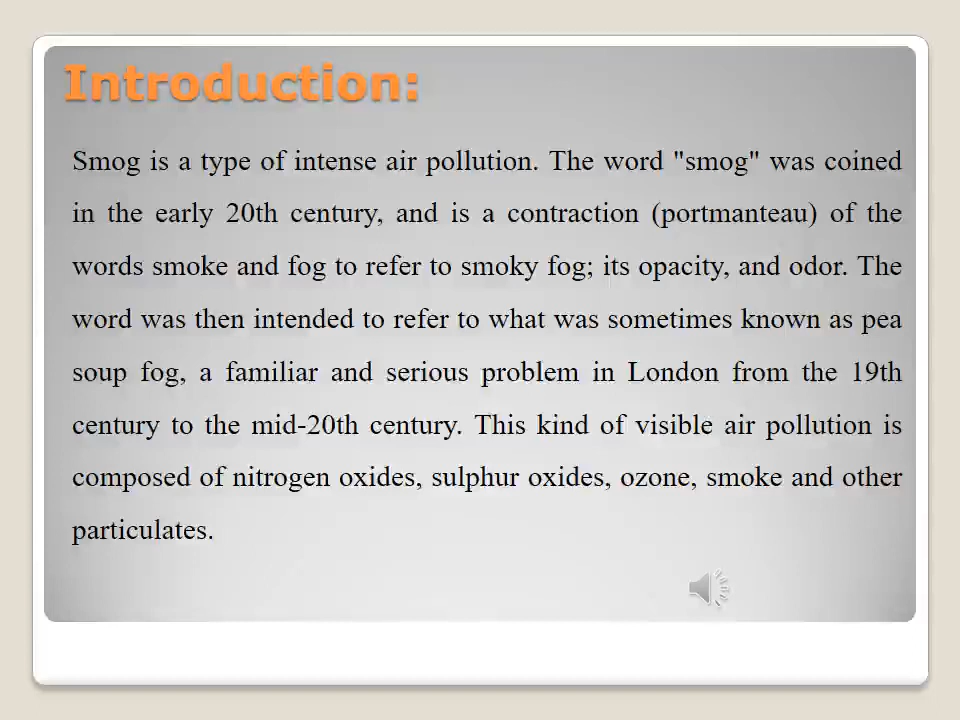 Introduction:
Smog is a type of intense air pollution. The word "smog" was coined
in the early 20th century, and is a contraction (portmanteau) of the
words smoke and fog to refer to smoky fog; its opacity, and odor. The
word was then intended to refer to what was sometimes known as pea
soup fog, a familiar and serious problem in London from the 19th
century to the mid-20th century. This kind of visible air pollution is
composed of nitrogen oxides, sulphur oxides, ozone, smoke and other
particulates.